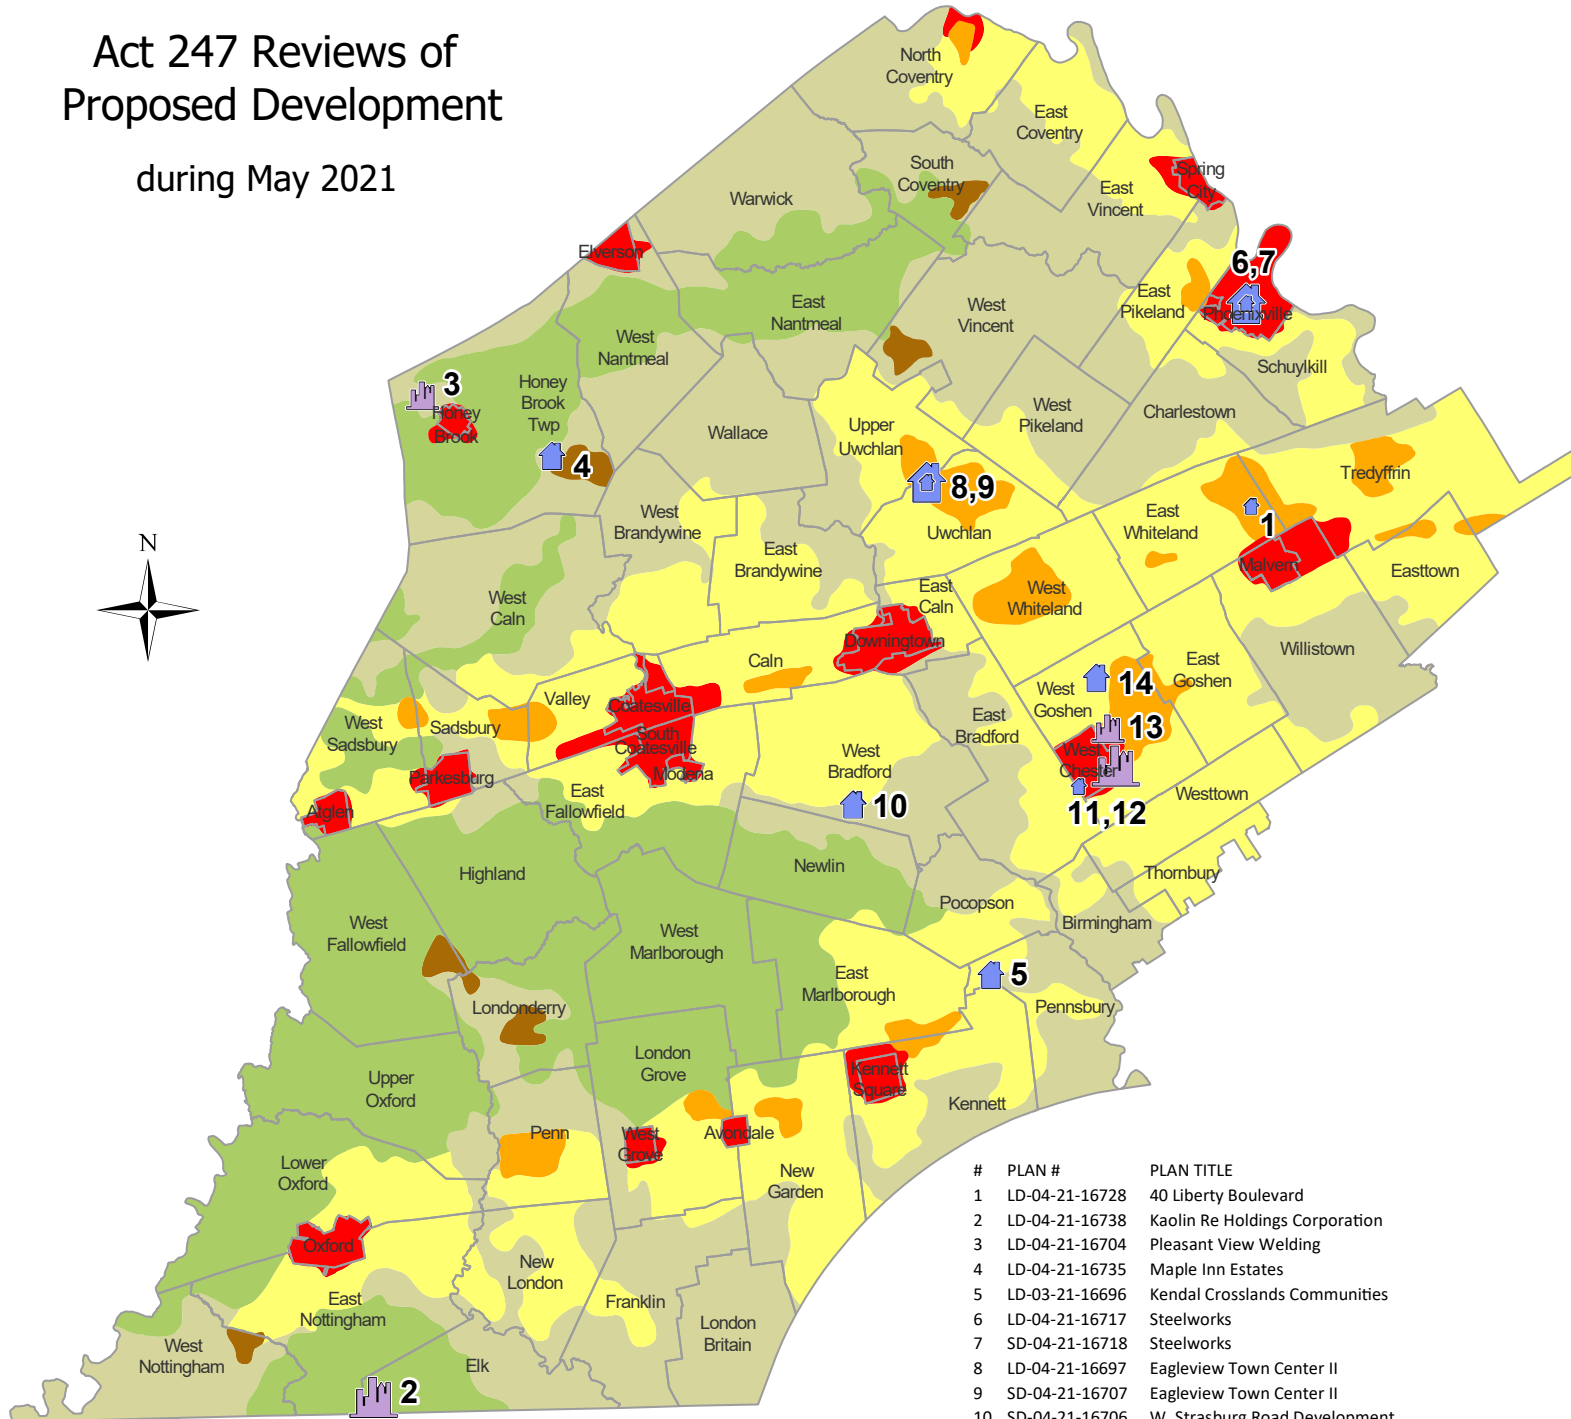 Act 247 Reviews of
Proposed Development
during May 2021
North
Coventry
East
Coventry
South
Coventry
Spring
City
East
Vincent
Warwick
Elverson
6,7
East
Pikeland
Phoenixville
East
Nantmeal
West
Vincent
West
Nantmeal
Schuylkill
3
Honey
Brook
Honey
Brook
Twp
4
West
Pikeland
Charlestown
Wallace
Upper
Uwchlan
Tredyffrin
8,9
Uwchlan
East
Whiteland
1
Malvern
Easttown
West
Brandywine
East
Brandywine
N
West
Caln
East
Caln
West
Whiteland
Downingtown
Willistown
Caln
East
Goshen
West
Goshen
14
Valley
Coatesville
South
Coatesville
Modena
West
Sadsbury
Sadsbury
East
Bradford
13
West
Chester
West
Bradford
Parkesburg
10
11,12
Westtown
East
Fallowfield
Atglen
Highland
Newlin
Thornbury
Pocopson
Birmingham
West
Fallowfield
West
Marlborough
East
Marlborough
5
Londonderry
Pennsbury
London
Grove
Kennett
Square
Upper
Oxford
Kennett
Penn
West
Grove
Avondale
Lower
Oxford
New
Garden
Oxford
New
London
East
Nottingham
Franklin
London
Britain
West
Nottingham
Elk
2
# PLAN # PLAN TITLE
1 LD-04-21-16728 40 Liberty Boulevard
2 LD-04-21-16738 Kaolin Re Holdings Corporation
3 LD-04-21-16704 Pleasant View Welding
4 LD-04-21-16735 Maple Inn Estates
5 LD-03-21-16696 Kendal Crosslands Communities
6 LD-04-21-16717 Steelworks
7 SD-04-21-16718 Steelworks
8 LD-04-21-16697 Eagleview Town Center II
9 SD-04-21-16707 Eagleview Town Center II
10 SD-04-21-16706 W. Strasburg Road Development